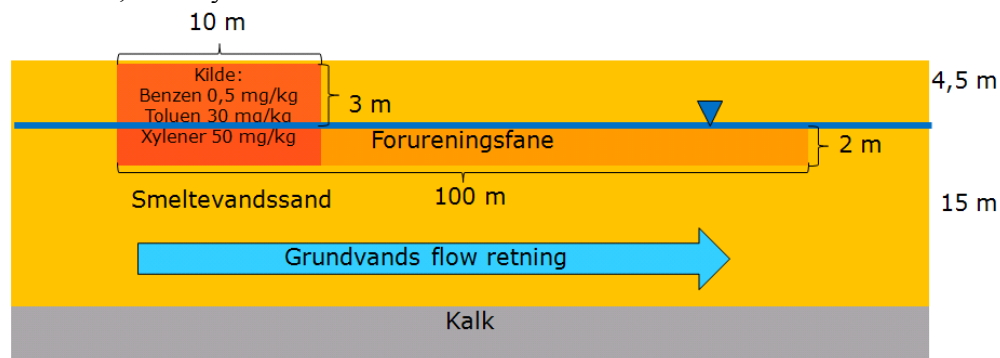 10 m
Kilde:
Benzen 0,5 mg/kg
Toluen 30 mg/kg
Xylener 50 mg/kg
3 m
4,5 m
Forureningsfane
2 m
Smeltevandssand
100 m
15 m
Grundvands flow retning
Kalk